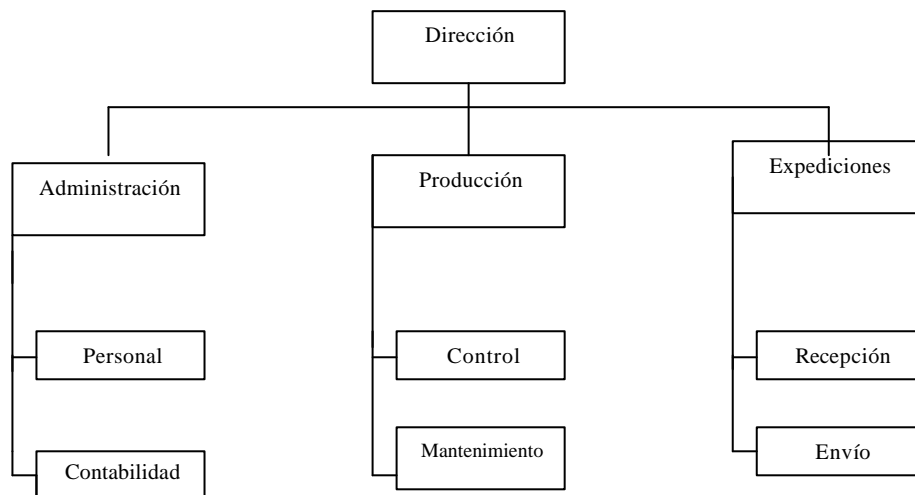 Dirección
Administración
Producción
Expediciones
Personal
Control
Recepción
Contabilidad
Mantenimiento
Envío